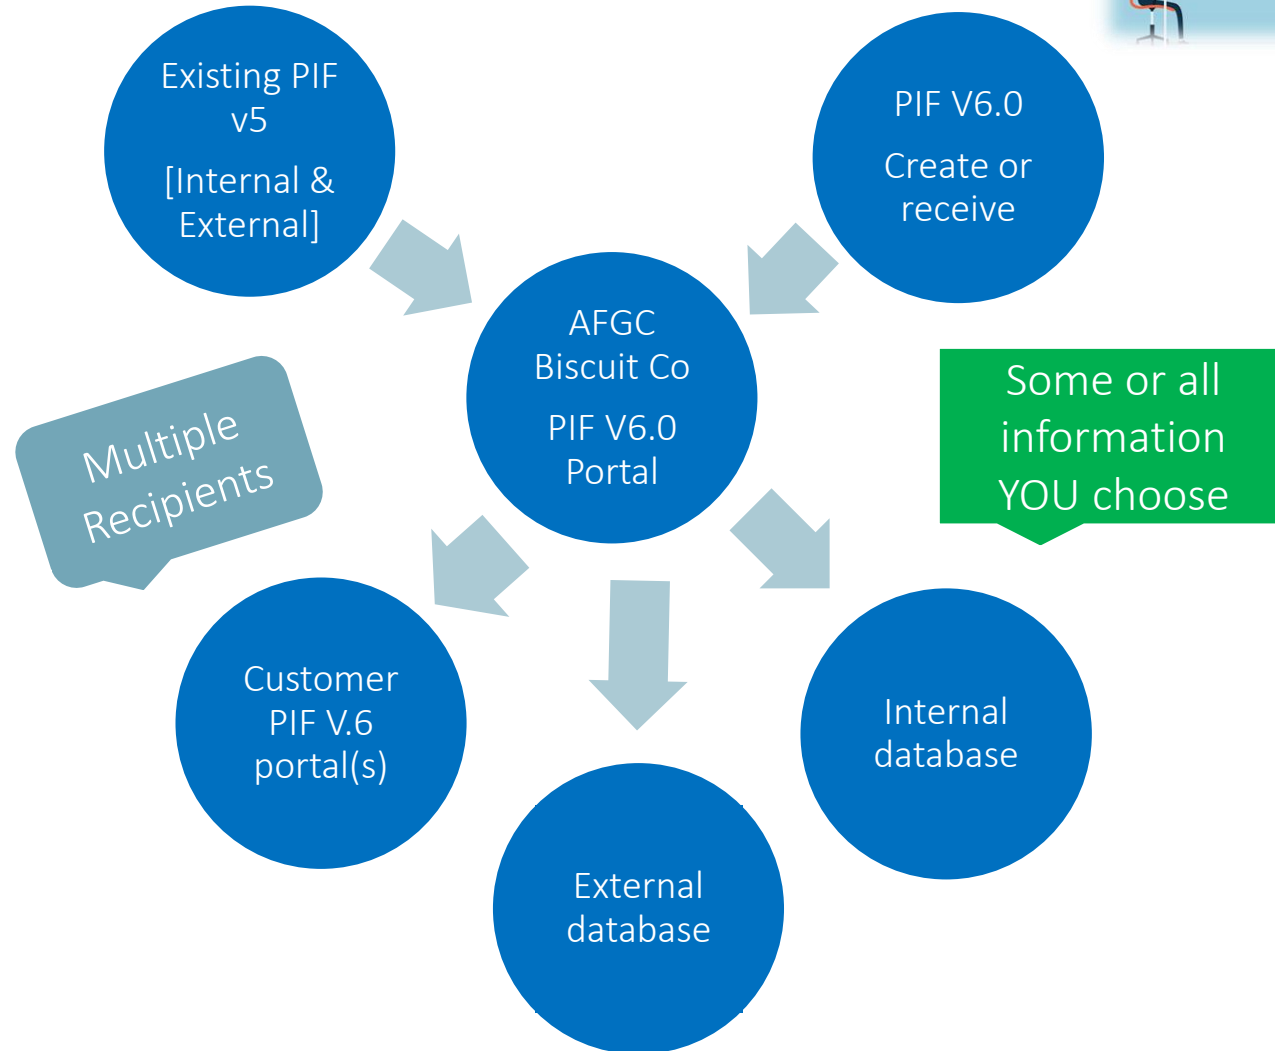 Existing PIF
v5
[Internal &
External]
PIF V6.0
Create or
receive
AFGC
Biscuit Co
PIF V6.0
Portal
Multiple
Recipients
Some or all
information
YOU choose
Customer
PIF V.6
portal(s)
External
database
Internal
database